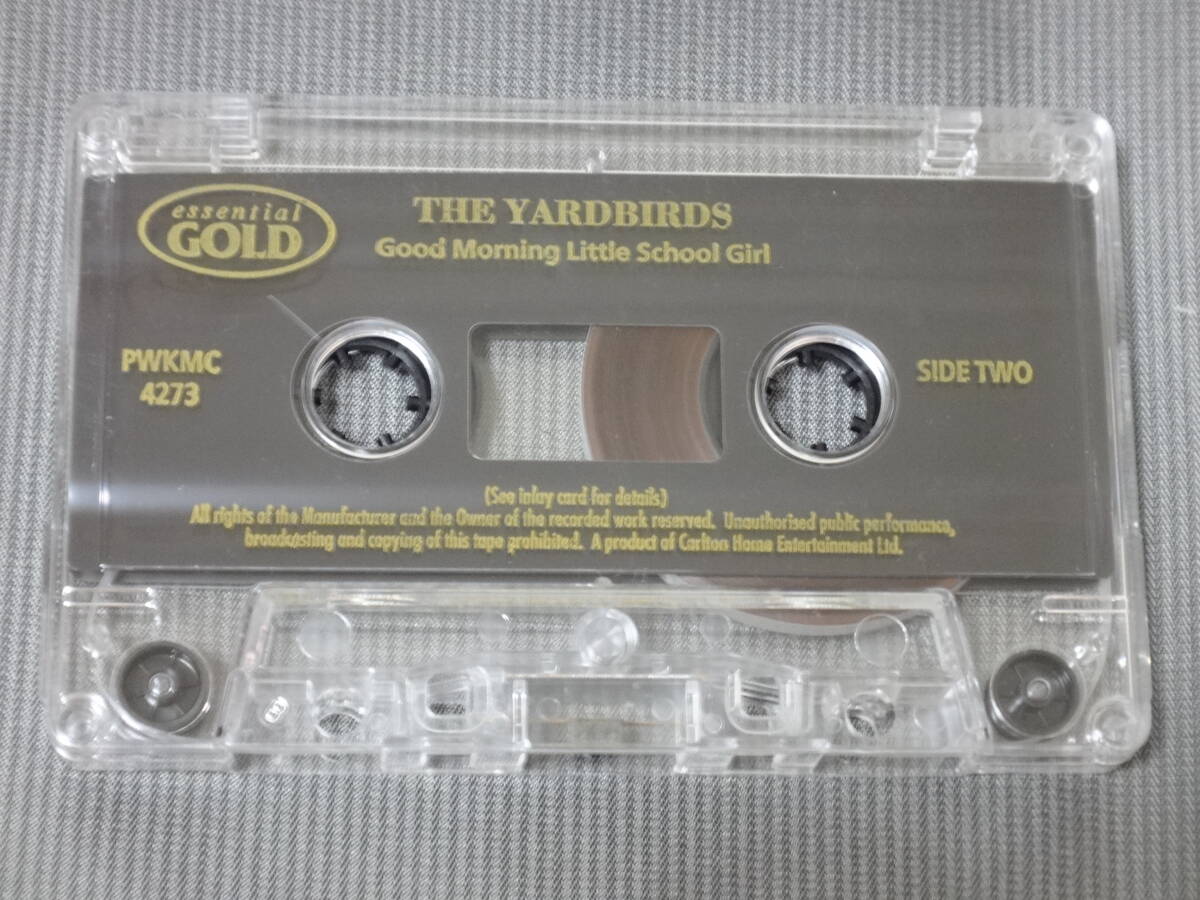 essential
GOLD
THE YARDBIRDS
Good Morning Little School Girl
PWKMC
4273
SIDE TWO
(See inlay card for details)
All rights of the Manufacturer and the Owner of the recorded work reserved. Unauthorised public performance,
broadcasting and copying of this tape prohibited. A product of Carlton Home Entertainment Ltd.